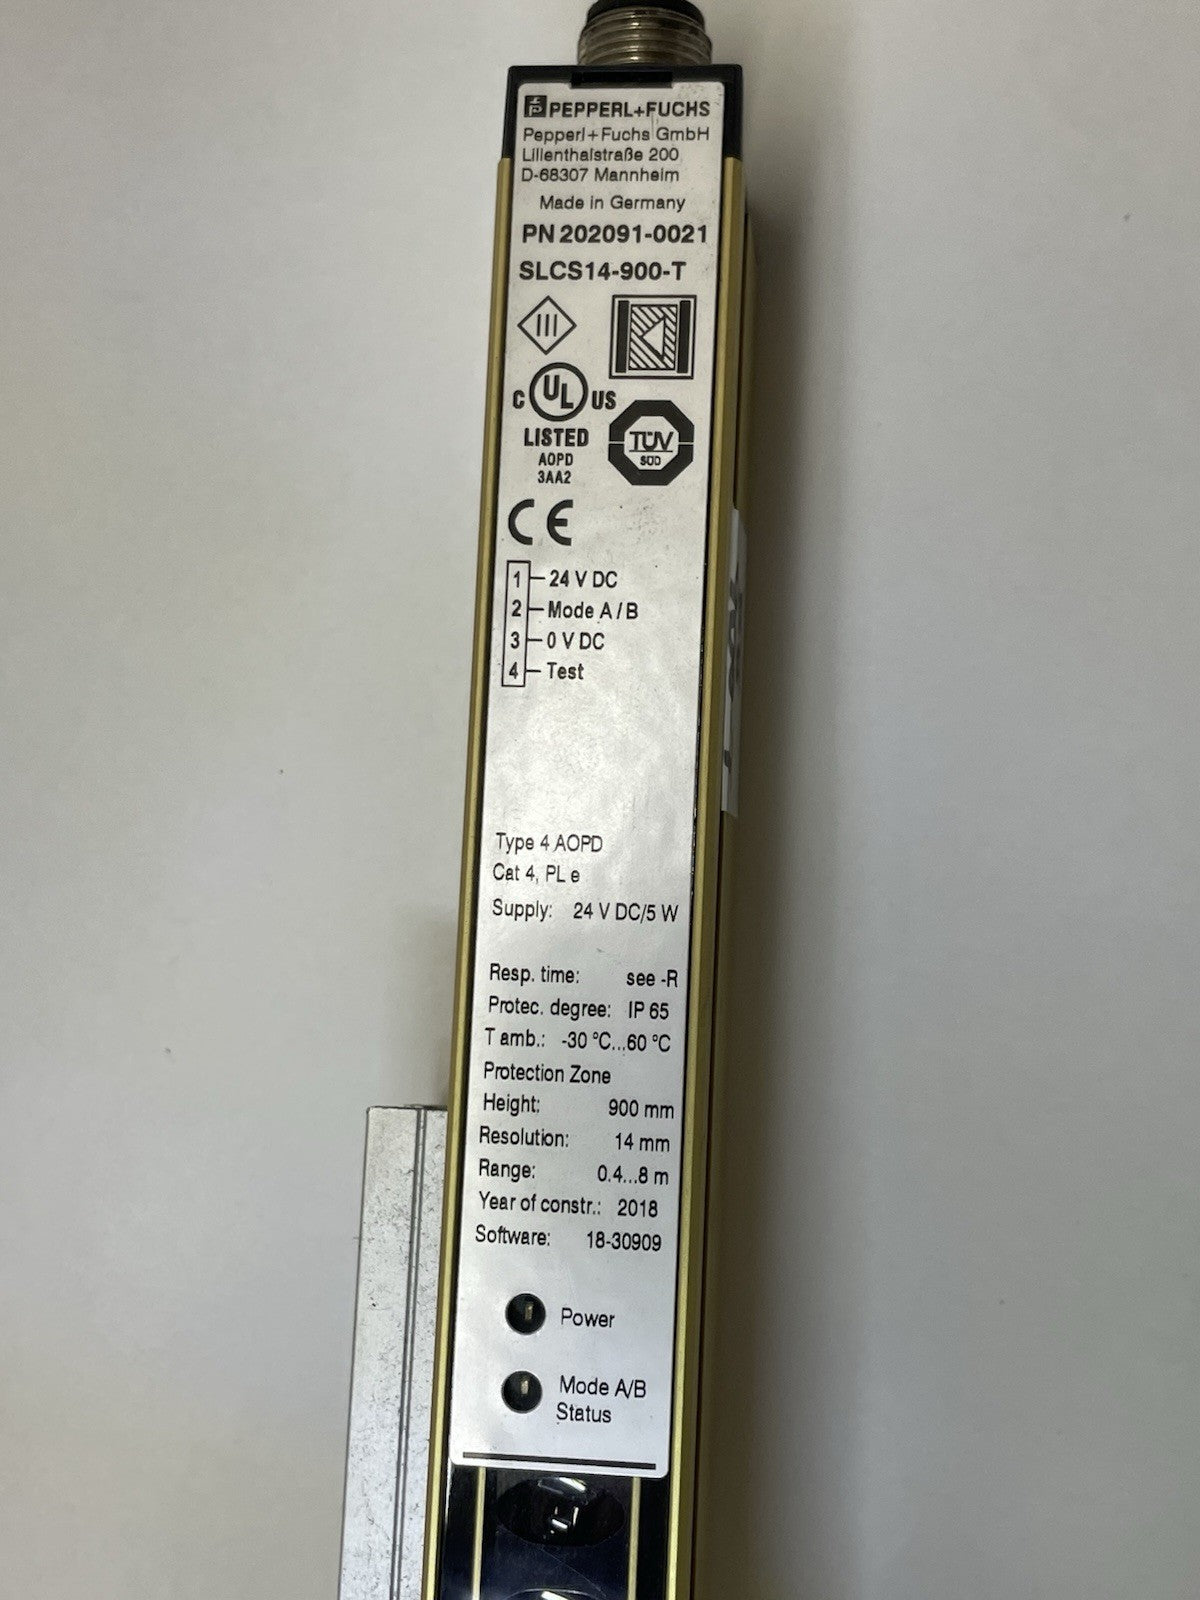 PEPPERL+FUCHS
Pepperl+Fuchs GmbH
Lilienthalstraße 200
D-68307 Mannheim
Made in Germany
PN 202091-0021
SLCS14-900-T
III
C UL US
LISTED
AOPD
3AA2
TÜV
SÜD
CE
1 24 V DC
2 Mode A / B
3 0 V DC
4 Test
Type 4 AOPD
Cat 4, PL e
Supply: 24 V DC/5 W
Resp. time: see -R
Protec. degree: IP 65
T amb.: -30 °C...60 °C
Protection Zone
Height: 900 mm
Resolution: 14 mm
Range: 0.4...8 m
Year of constr.: 2018
Software: 18-30909
Power
Mode A/B
Status